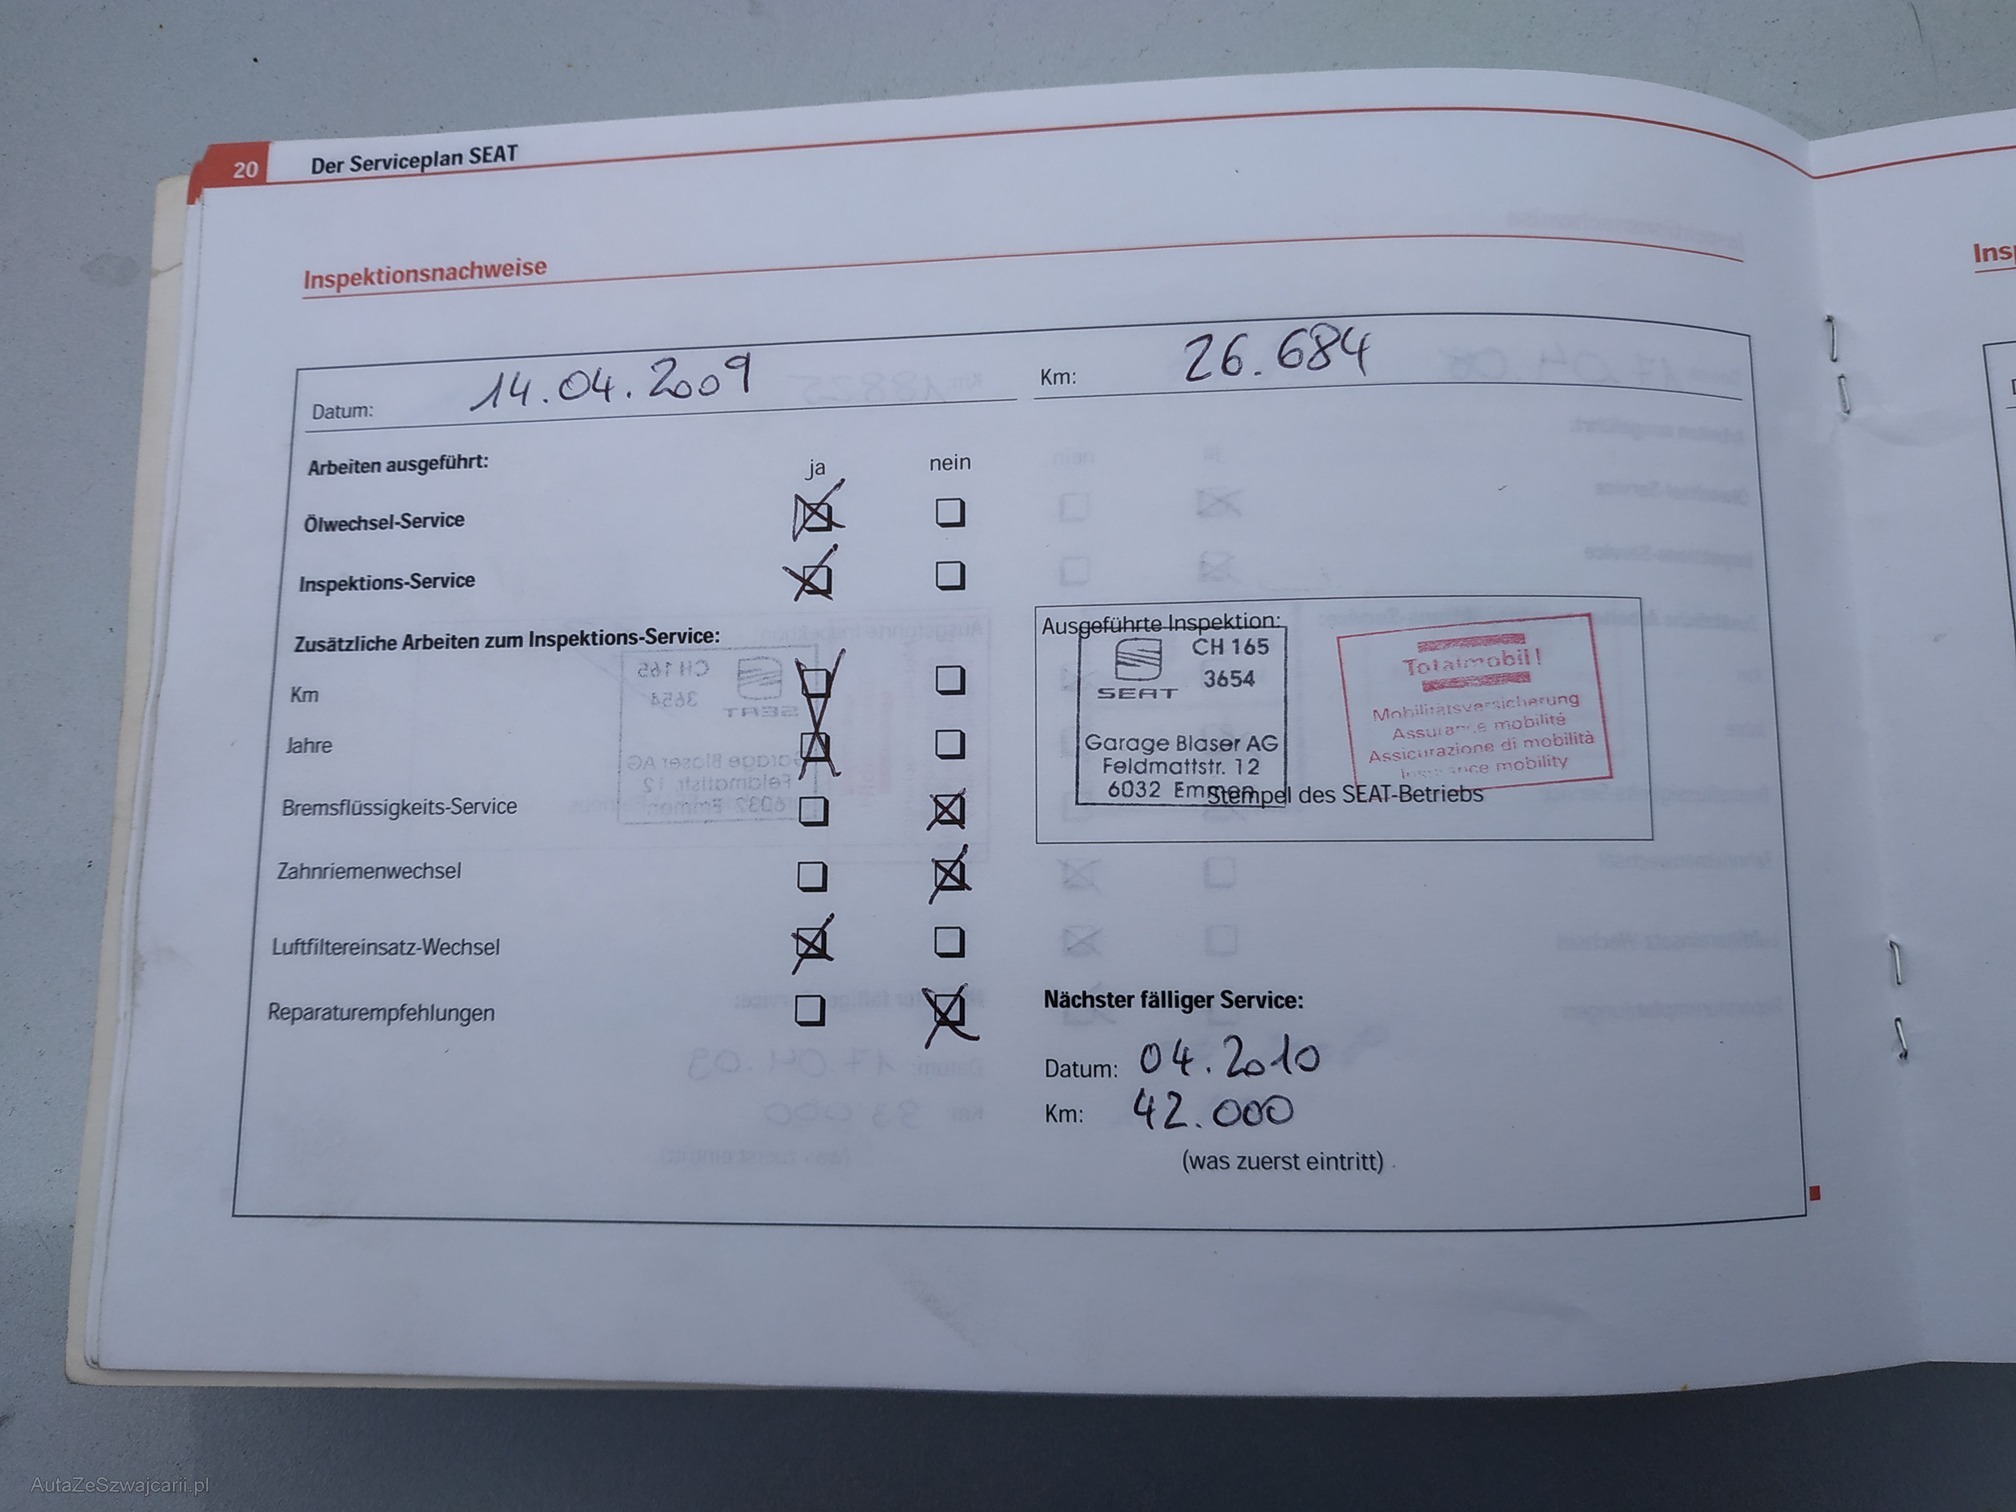 20 Der Serviceplan SEAT
Inspektionsnachweise
Ins
Datum: 14.04.2009 Km: 26.684
Arbeiten ausgeführt: ja nein
Ölwechsel-Service
Inspektions-Service
Zusätzliche Arbeiten zum Inspektions-Service:
Km
Jahre
Bremsflüssigkeits-Service
Zahnriemenwechsel
Luftfiltereinsatz-Wechsel
Reparaturempfehlungen
Ausgeführte Inspektion:
SEAT
CH 165
3654
Garage Blaser AG
Feldmattstr. 12
6032 Emmen
Totalmobil!
Mobilitätsversicherung
Assurance mobilité
Assicurazione di mobilità
mobility
Stempel des SEAT-Betriebs
Nächster fälliger Service:
Datum: 04.2010
Km: 42.000
(was zuerst eintritt)
AutaZeSzwajcarii.pl